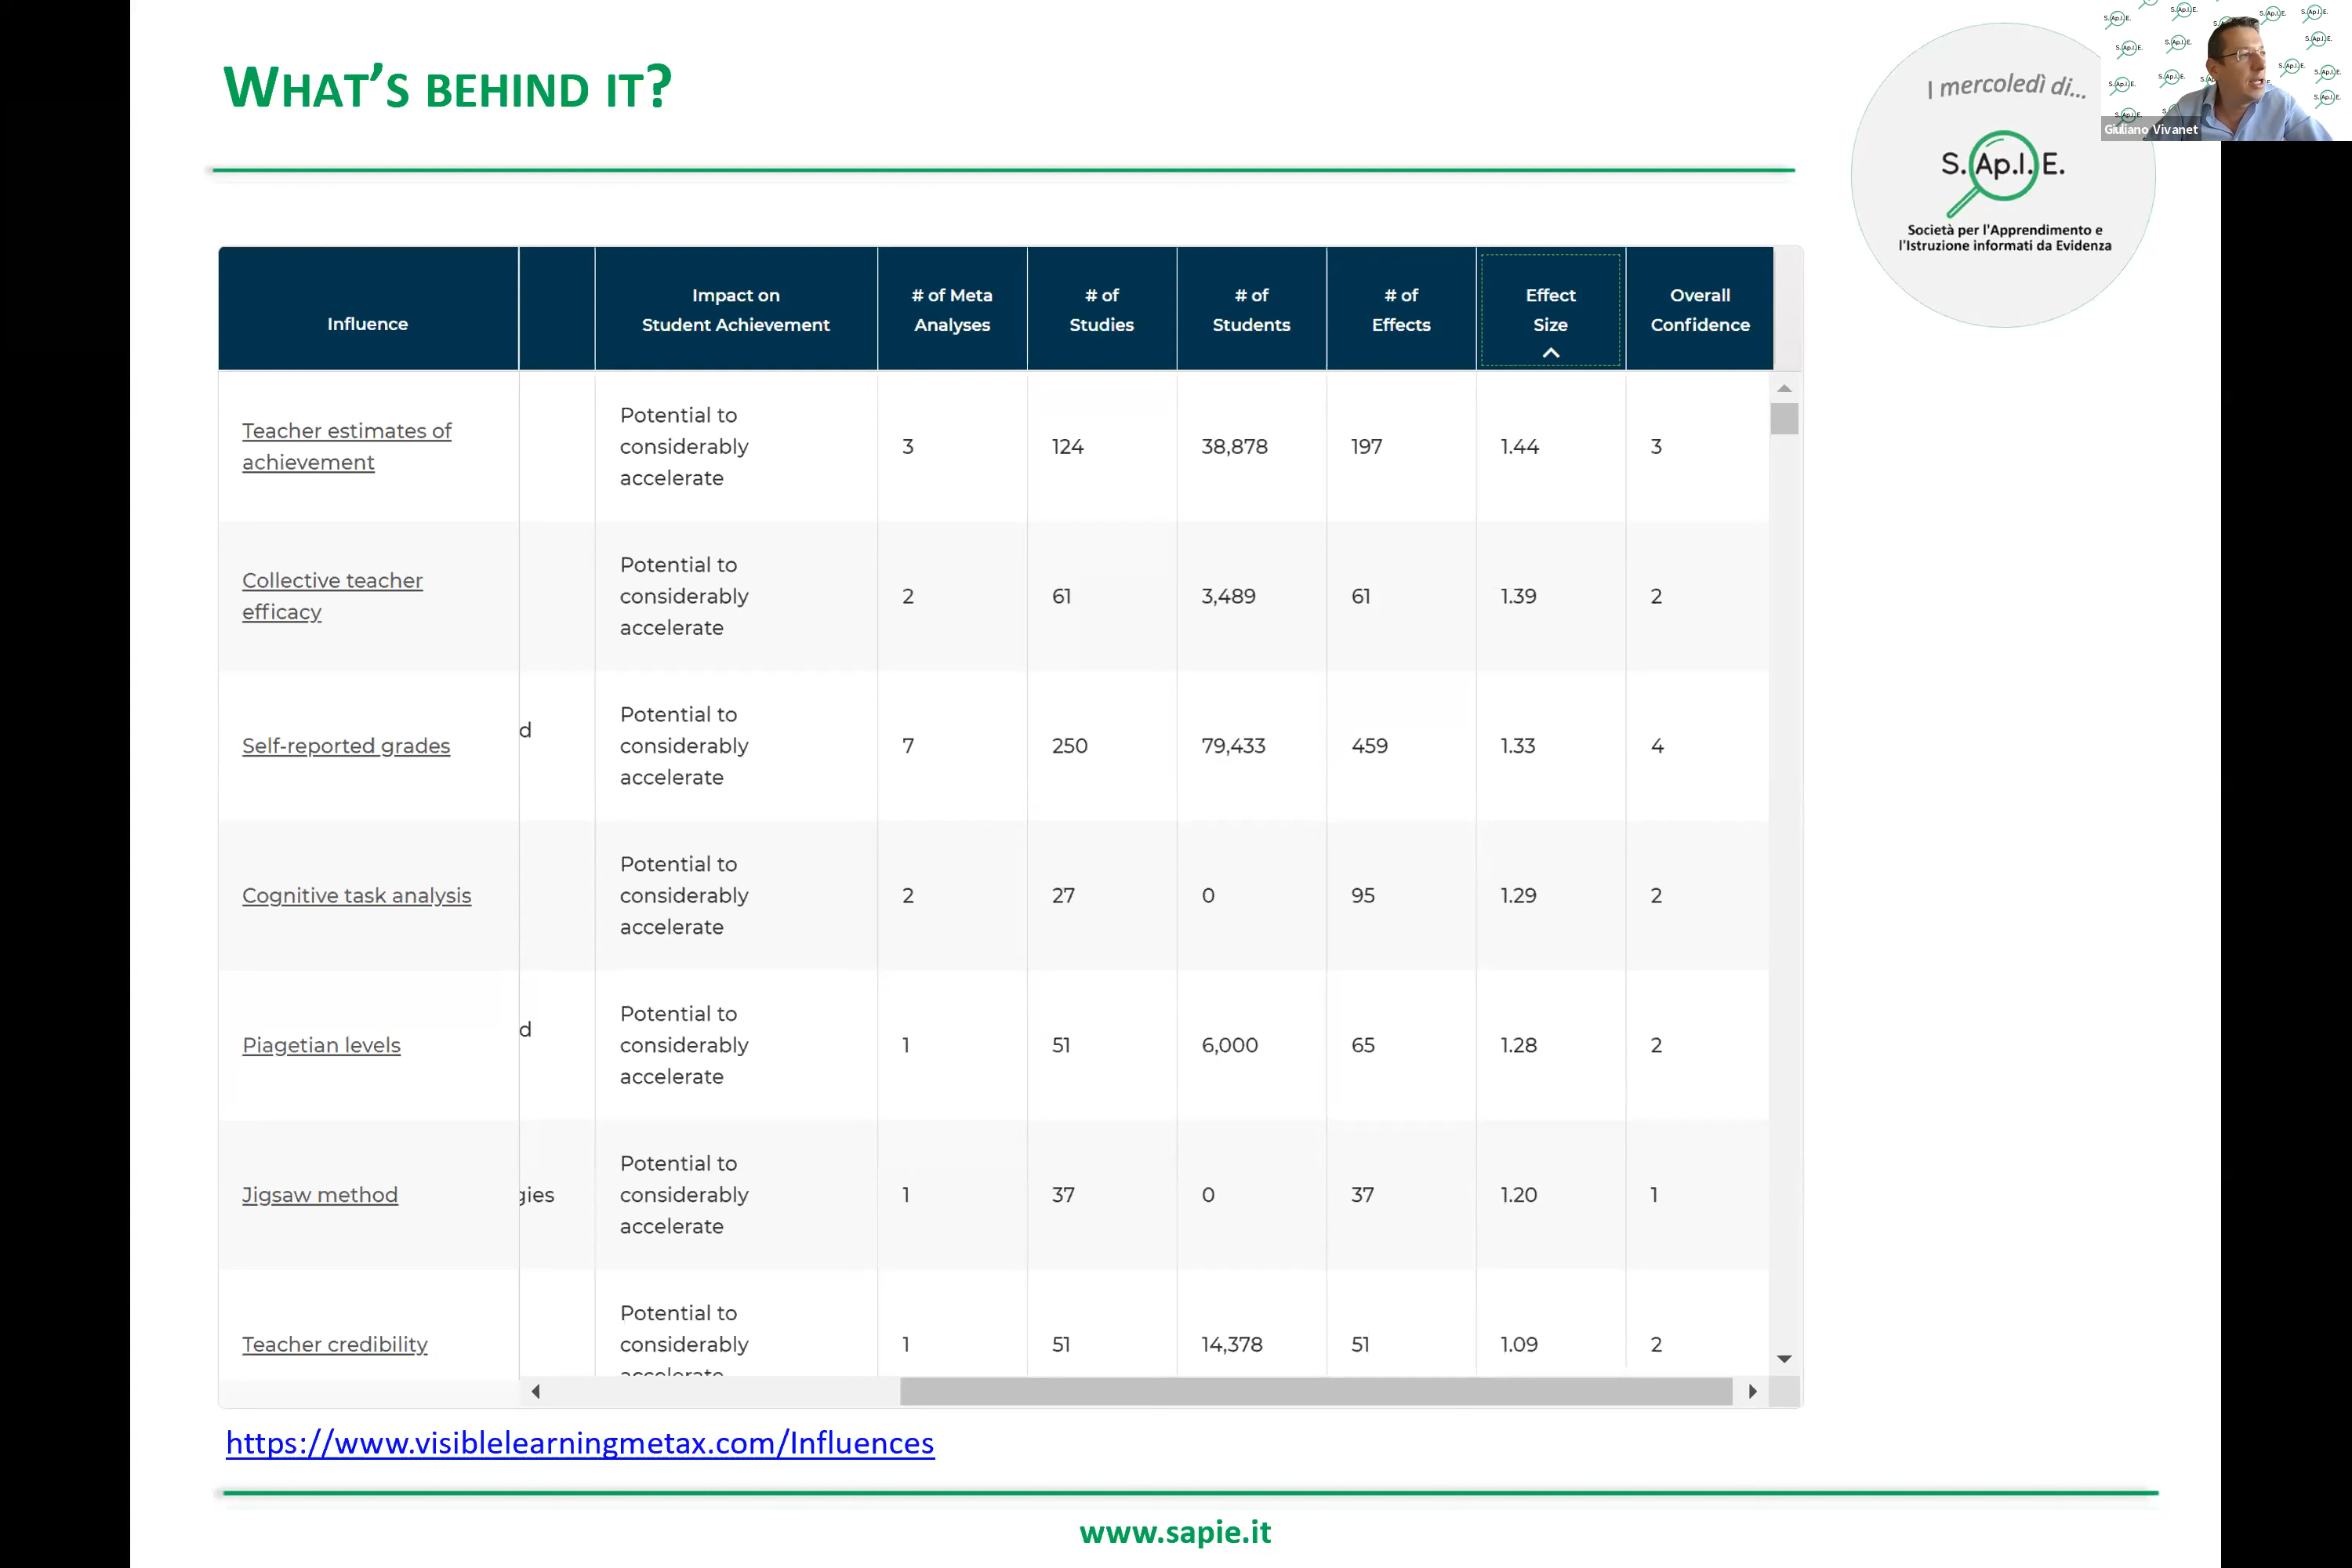 WHAT'S BEHIND IT?
I mercoledì di...
S.Ap.I.E.
Società per l'Apprendimento e
l'Istruzione informati da Evidenza
Giuliano Vivanet
Influence
Impact on
Student Achievement
# of Meta
Analyses
# of
Studies
# of
Students
# of
Effects
Effect
Size
Overall
Confidence
Teacher estimates of
achievement
Potential to
considerably
accelerate
3
124
38,878
197
1.44
3
Collective teacher
efficacy
Potential to
considerably
accelerate
2
61
3,489
61
1.39
2
Self-reported grades
d
Potential to
considerably
accelerate
7
250
79,433
459
1.33
4
Cognitive task analysis
Potential to
considerably
accelerate
2
27
0
95
1.29
2
Piagetian levels
d
Potential to
considerably
accelerate
1
51
6,000
65
1.28
2
Jigsaw method
gies
Potential to
considerably
accelerate
1
37
0
37
1.20
1
Teacher credibility
Potential to
considerably
accelerate
1
51
14,378
51
1.09
2
https://www.visiblelearningmetax.com/Influences
www.sapie.it